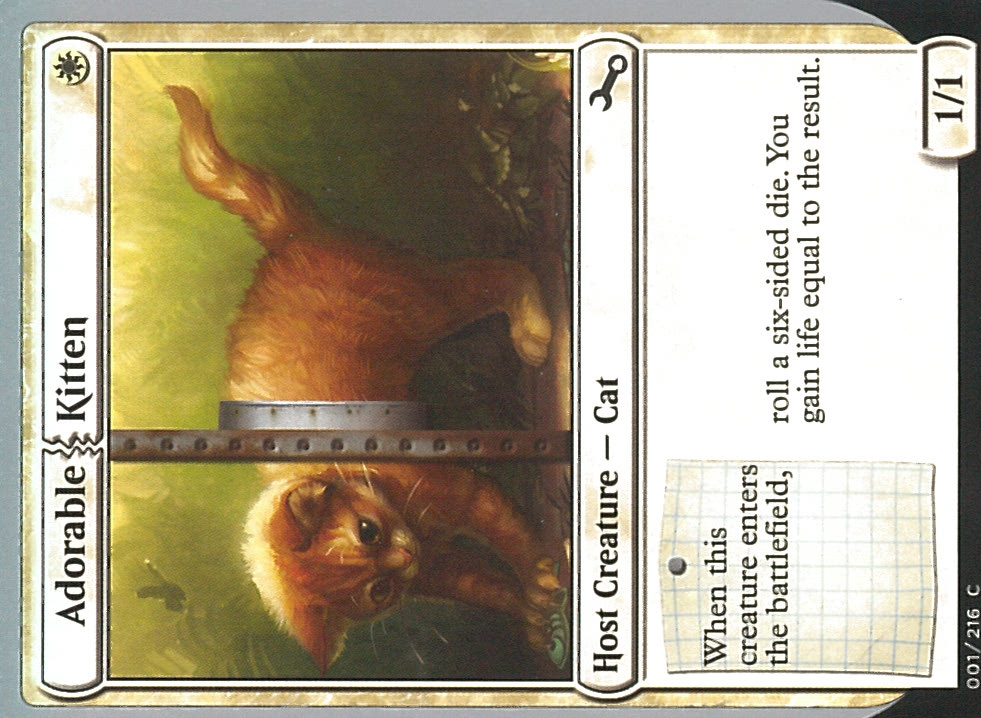 Adorable Kitten
Host Creature — Cat
When this
creature enters
the battlefield,
roll a six-sided die. You
gain life equal to the result.
1/1
001/216 C